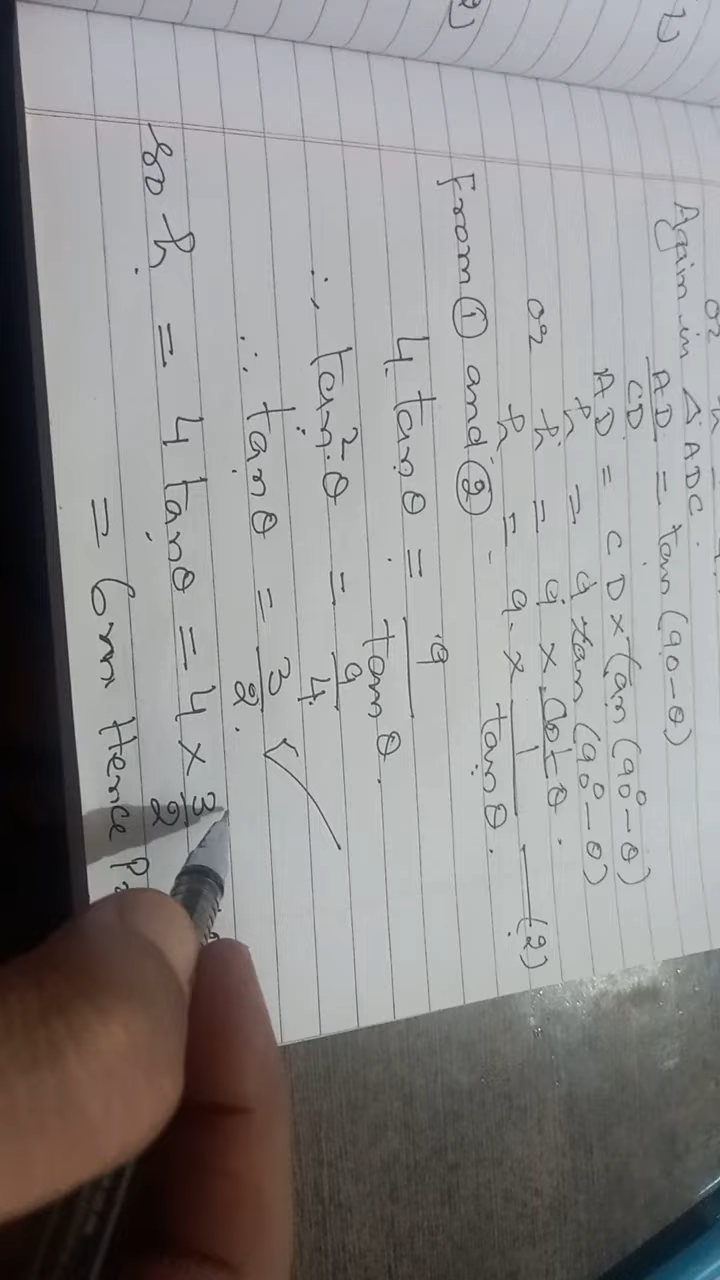 Again in △ADC.
AD/CD = tan (90-θ)
AD = CD × tan (90°-θ)
h = 9 tan (90°-θ)
or h = 9 × Cot θ.
h = 9 × 1/tanθ. —(2)
From ① and ②
4 tanθ = 9/tanθ.
∴ tan²θ = 9/4
∴ tanθ = 3/2.
so h = 4 tanθ = 4 × 3/2
= 6m Hence